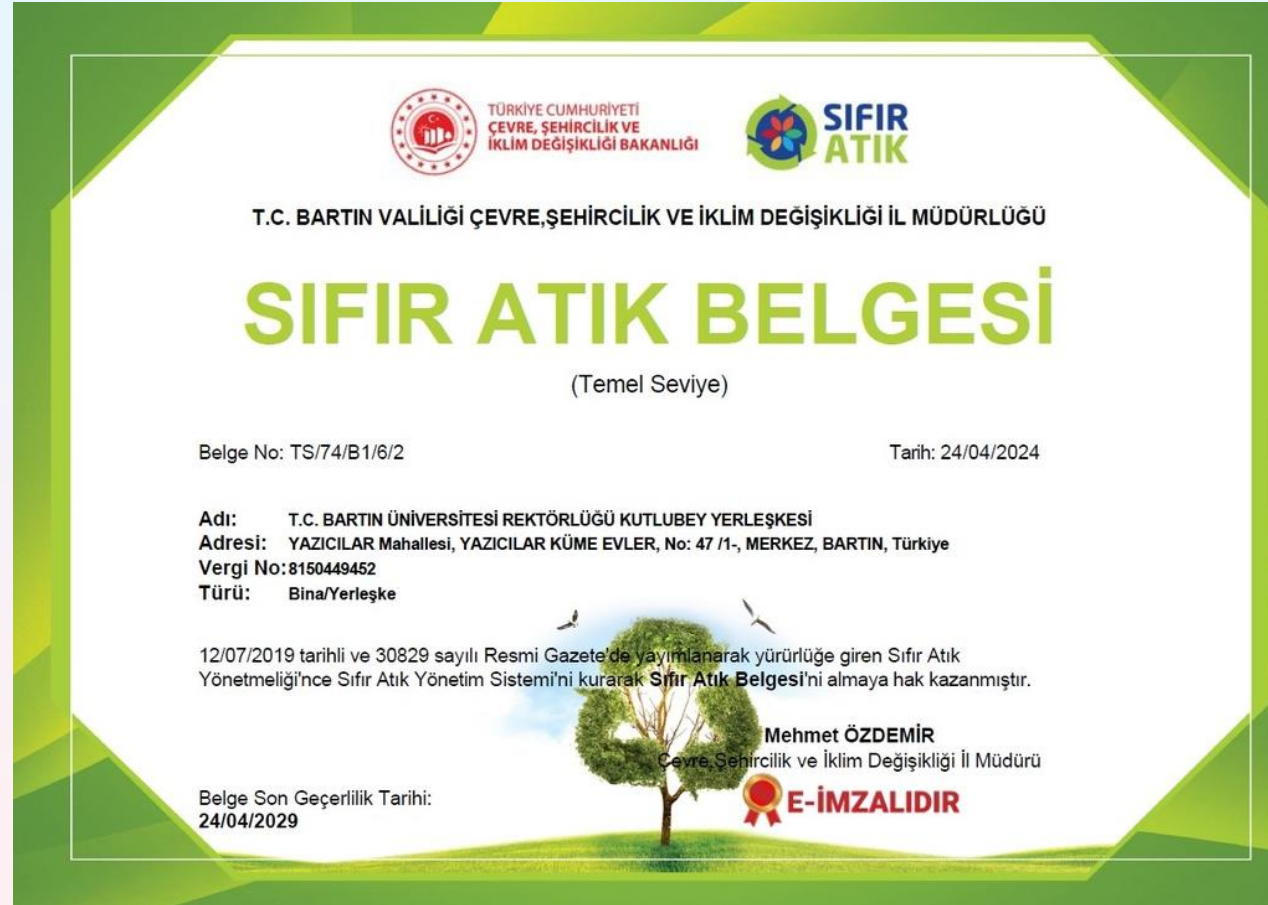 TÜRKİYE CUMHURİYETİ
ÇEVRE, ŞEHİRCİLİK VE
İKLİM DEĞİŞİKLİĞİ BAKANLIĞI
SIFIR
ATIK
T.C. BARTIN VALİLİĞİ ÇEVRE,ŞEHİRCİLİK VE İKLİM DEĞİŞİKLİĞİ İL MÜDÜRLÜĞÜ
SIFIR ATIK BELGESİ
(Temel Seviye)
Belge No: TS/74/B1/6/2 Tarih: 24/04/2024
Adı: T.C. BARTIN ÜNİVERSİTESİ REKTÖRLÜĞÜ KUTLUBEY YERLEŞKESİ
Adresi: YAZICILAR Mahallesi, YAZICILAR KÜME EVLER, No: 47 /1-, MERKEZ, BARTIN, Türkiye
Vergi No:8150449452
Türü: Bina/Yerleşke
12/07/2019 tarihli ve 30829 sayılı Resmi Gazete'de yayımlanarak yürürlüğe giren Sıfır Atık
Yönetmeliği'nce Sıfır Atık Yönetim Sistemi'ni kurarak Sıfır Atık Belgesi'ni almaya hak kazanmıştır.
Mehmet ÖZDEMİR
Çevre,Şehircilik ve İklim Değişikliği İl Müdürü
E-İMZALIDIR
Belge Son Geçerlilik Tarihi:
24/04/2029